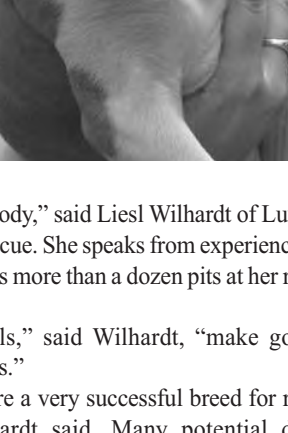 ody,” said Liesl Wilhardt of Lu
cue. She speaks from experienc
s more than a dozen pits at her r
ls,” said Wilhardt, “make go
s.”
re a very successful breed for r
ardt said. Many potential o